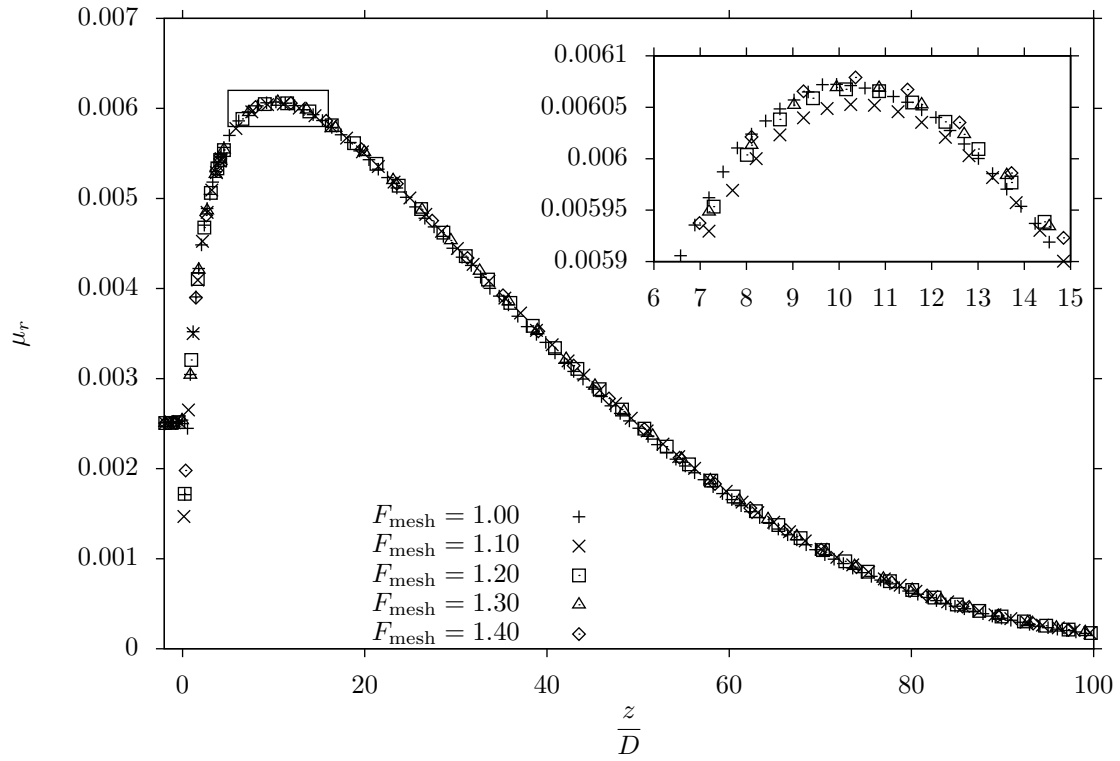 0.007
0.006
0.005
0.004
0.003
0.002
0.001
0
μ_r
0.0061
0.00605
0.006
0.00595
0.0059
6 7 8 9 10 11 12 13 14 15
F_mesh = 1.00
F_mesh = 1.10
F_mesh = 1.20
F_mesh = 1.30
F_mesh = 1.40
0 20 40 60 80 100
z
D